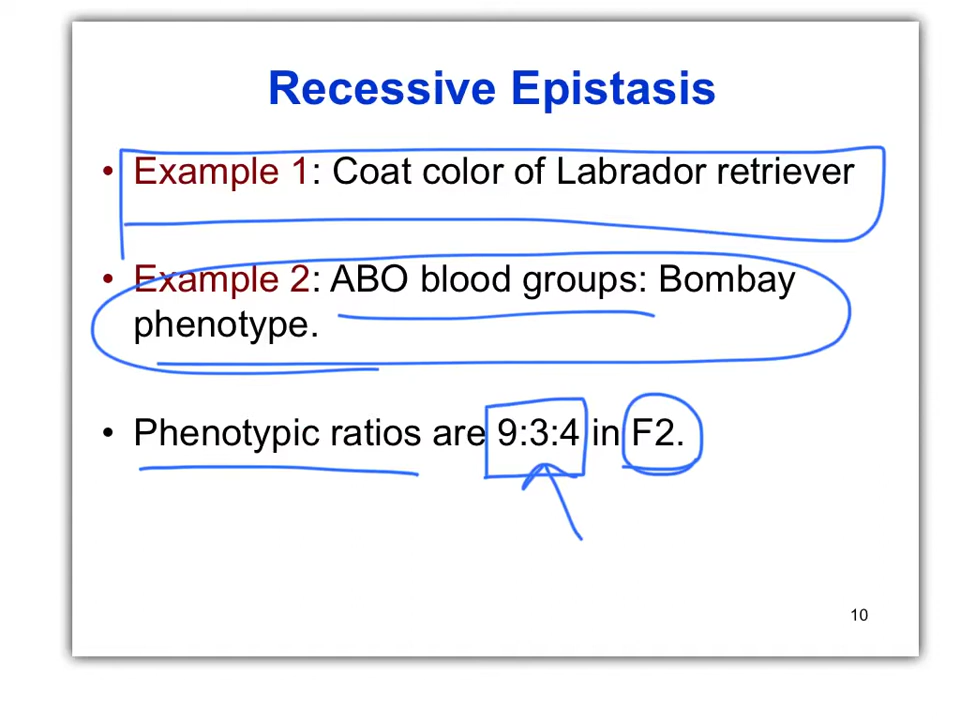 Recessive Epistasis
• Example 1: Coat color of Labrador retriever
• Example 2: ABO blood groups: Bombay
phenotype.
• Phenotypic ratios are 9:3:4 in F2.
10